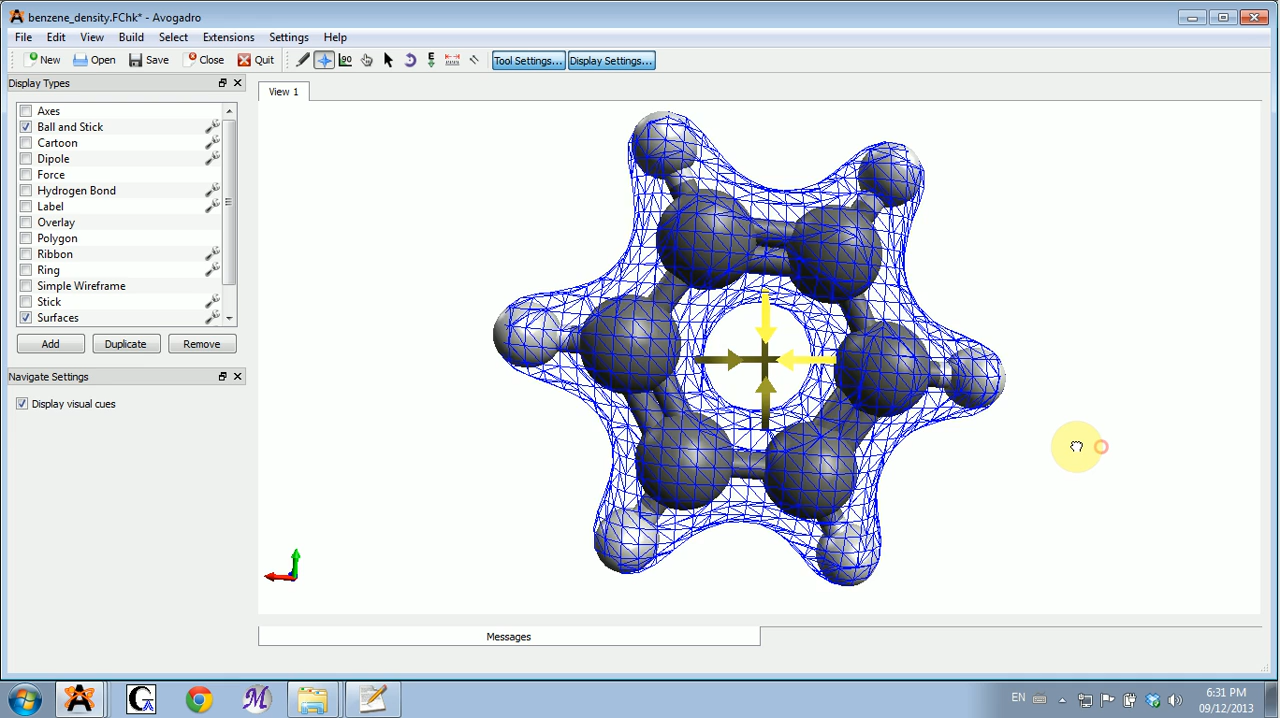 benzene_density.FChk* - Avogadro
File Edit View Build Select Extensions Settings Help
New Open Save Close Quit 90 E Tool Settings... Display Settings...
Display Types
View 1
Axes
Ball and Stick
Cartoon
Dipole
Force
Hydrogen Bond
Label
Overlay
Polygon
Ribbon
Ring
Simple Wireframe
Stick
Surfaces
Add Duplicate Remove
Navigate Settings
Display visual cues
Messages
EN
6:31 PM
09/12/2013